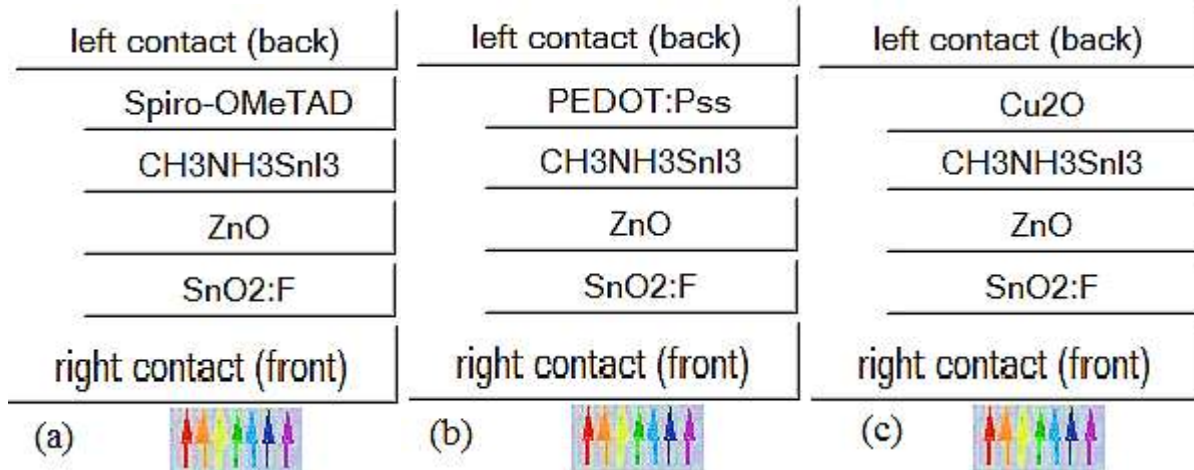 left contact (back)
Spiro-OMeTAD
CH3NH3SnI3
ZnO
SnO2:F
right contact (front)
(a)
left contact (back)
PEDOT:Pss
CH3NH3SnI3
ZnO
SnO2:F
right contact (front)
(b)
left contact (back)
Cu2O
CH3NH3SnI3
ZnO
SnO2:F
right contact (front)
(c)